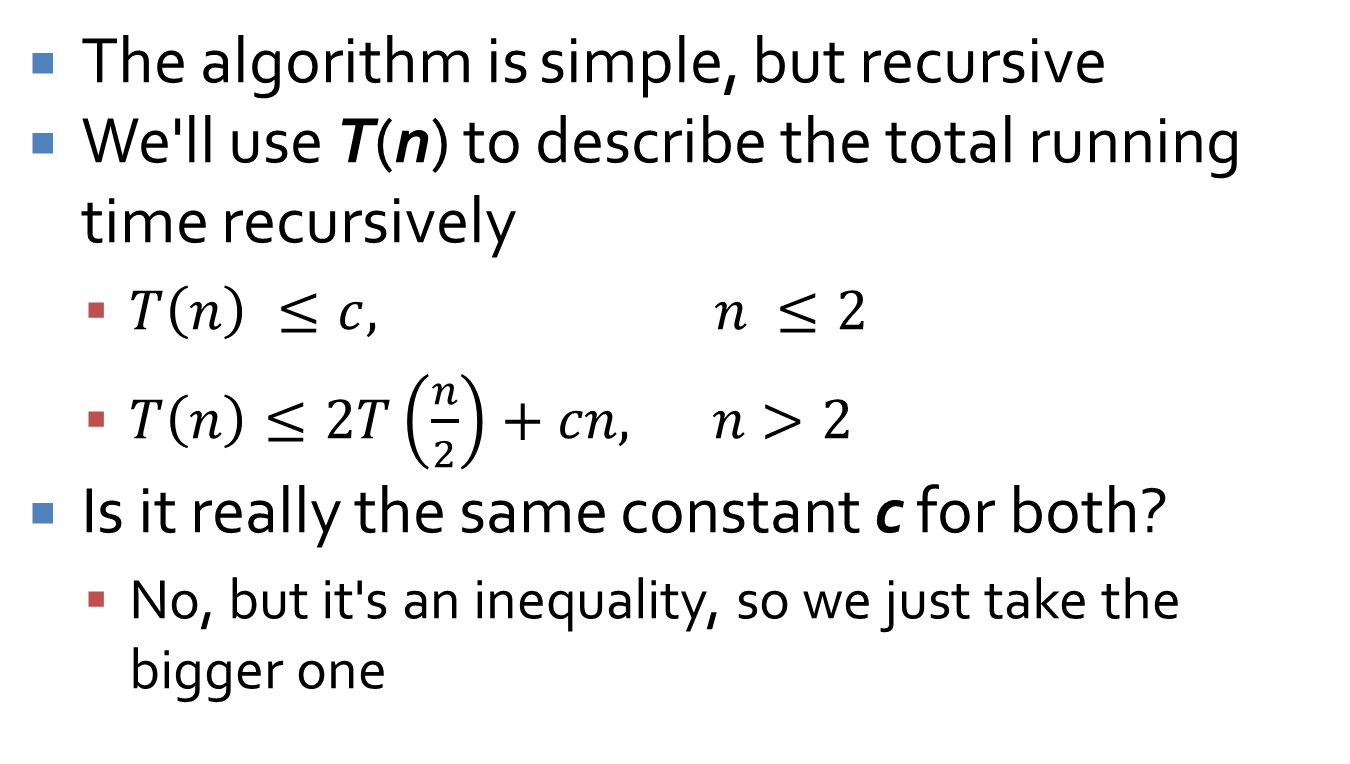 ▪ The algorithm is simple, but recursive
▪ We'll use T(n) to describe the total running
time recursively
▪ T(n) ≤ c, n ≤ 2
▪ T(n) ≤ 2T(n/2) + cn, n > 2
▪ Is it really the same constant c for both?
▪ No, but it's an inequality, so we just take the
bigger one